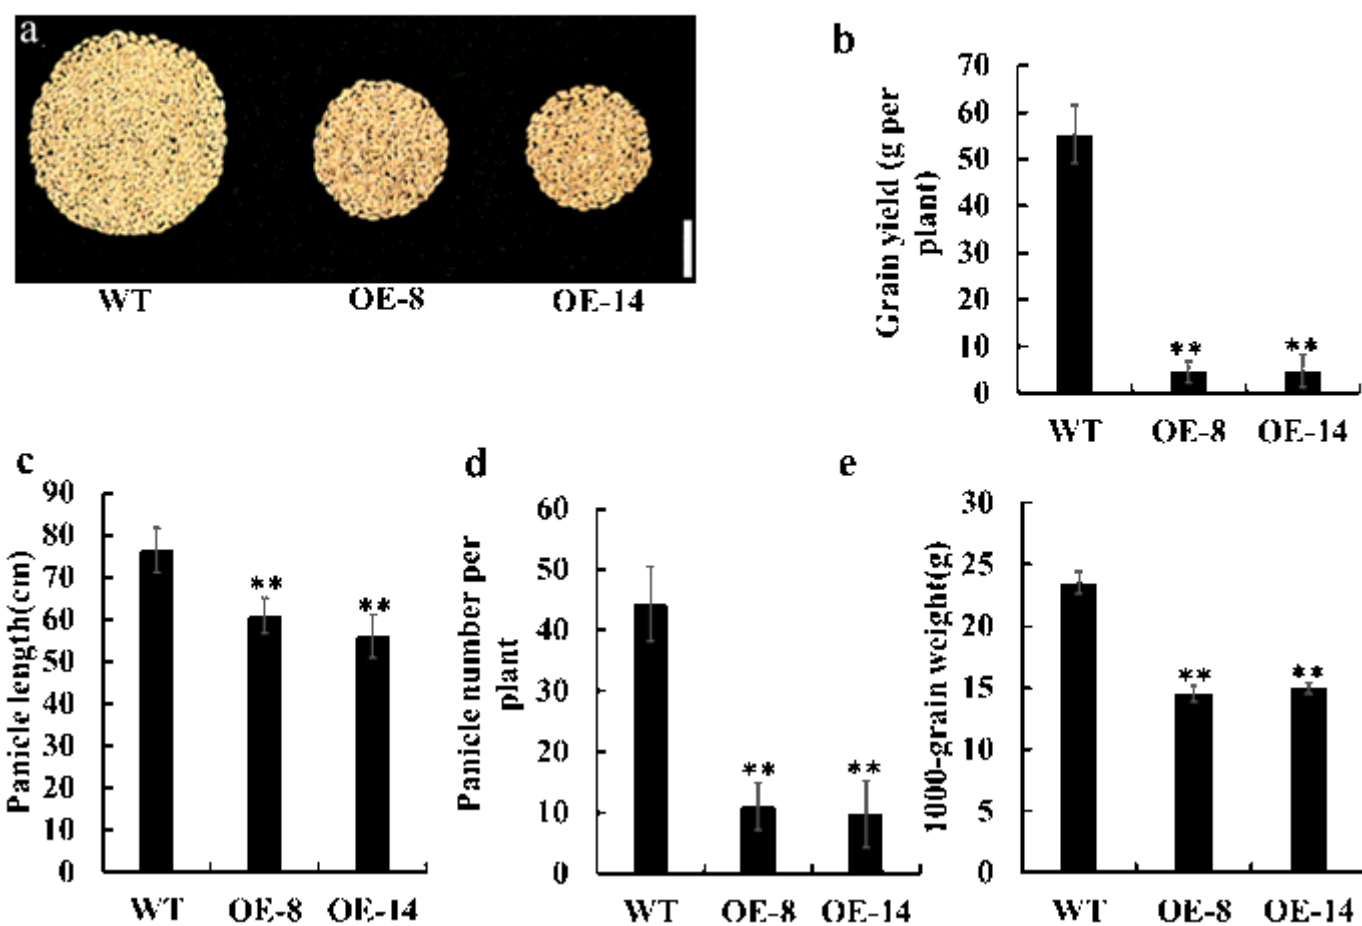 a
WT
OE-8
OE-14
b
Grain yield (g per
plant)
70
60
50
40
30
20
10
0
**
**
WT
OE-8
OE-14
c
Panicle length(cm)
90
80
70
60
50
40
30
20
10
0
**
**
WT
OE-8
OE-14
d
Panicle number per
plant
60
50
40
30
20
10
0
**
**
WT
OE-8
OE-14
e
1000-grain weight(g)
30
25
20
15
10
5
0
**
**
WT
OE-8
OE-14